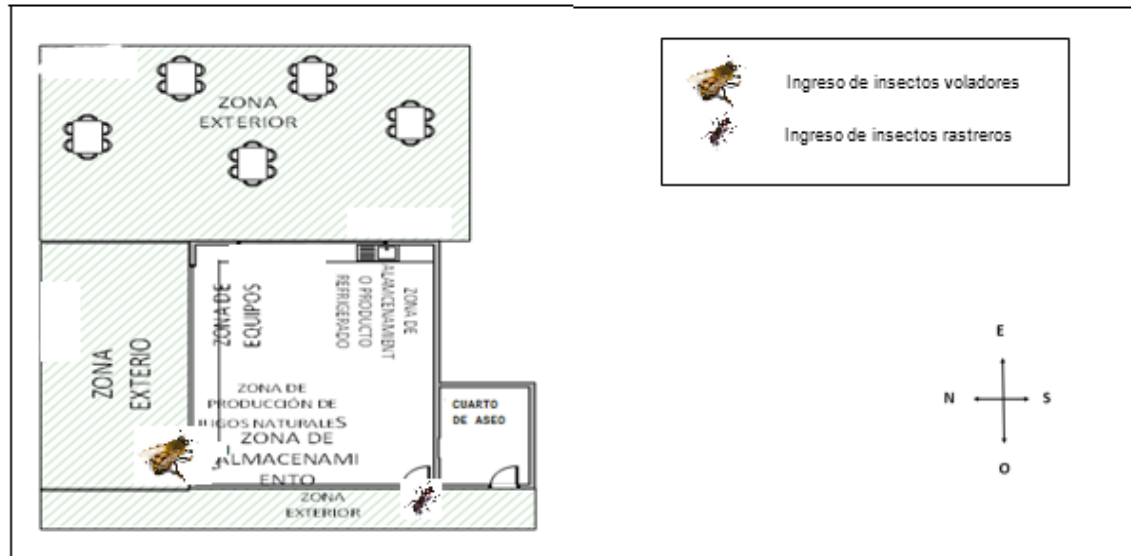 ZONA
EXTERIOR
Ingreso de insectos voladores
Ingreso de insectos rastreros
ZONA DE
EQUIPOS
ZONA DE
ALAMCENAMIENT
O PRODUCTO
REFRIGERADO
ZONA
EXTERIO
ZONA DE
PRODUCCIÓN DE
JUGOS NATURALES
ZONA DE
ALMACENAMI
ENTO
CUARTO
DE ASEO
ZONA
EXTERIOR
E
N
S
O